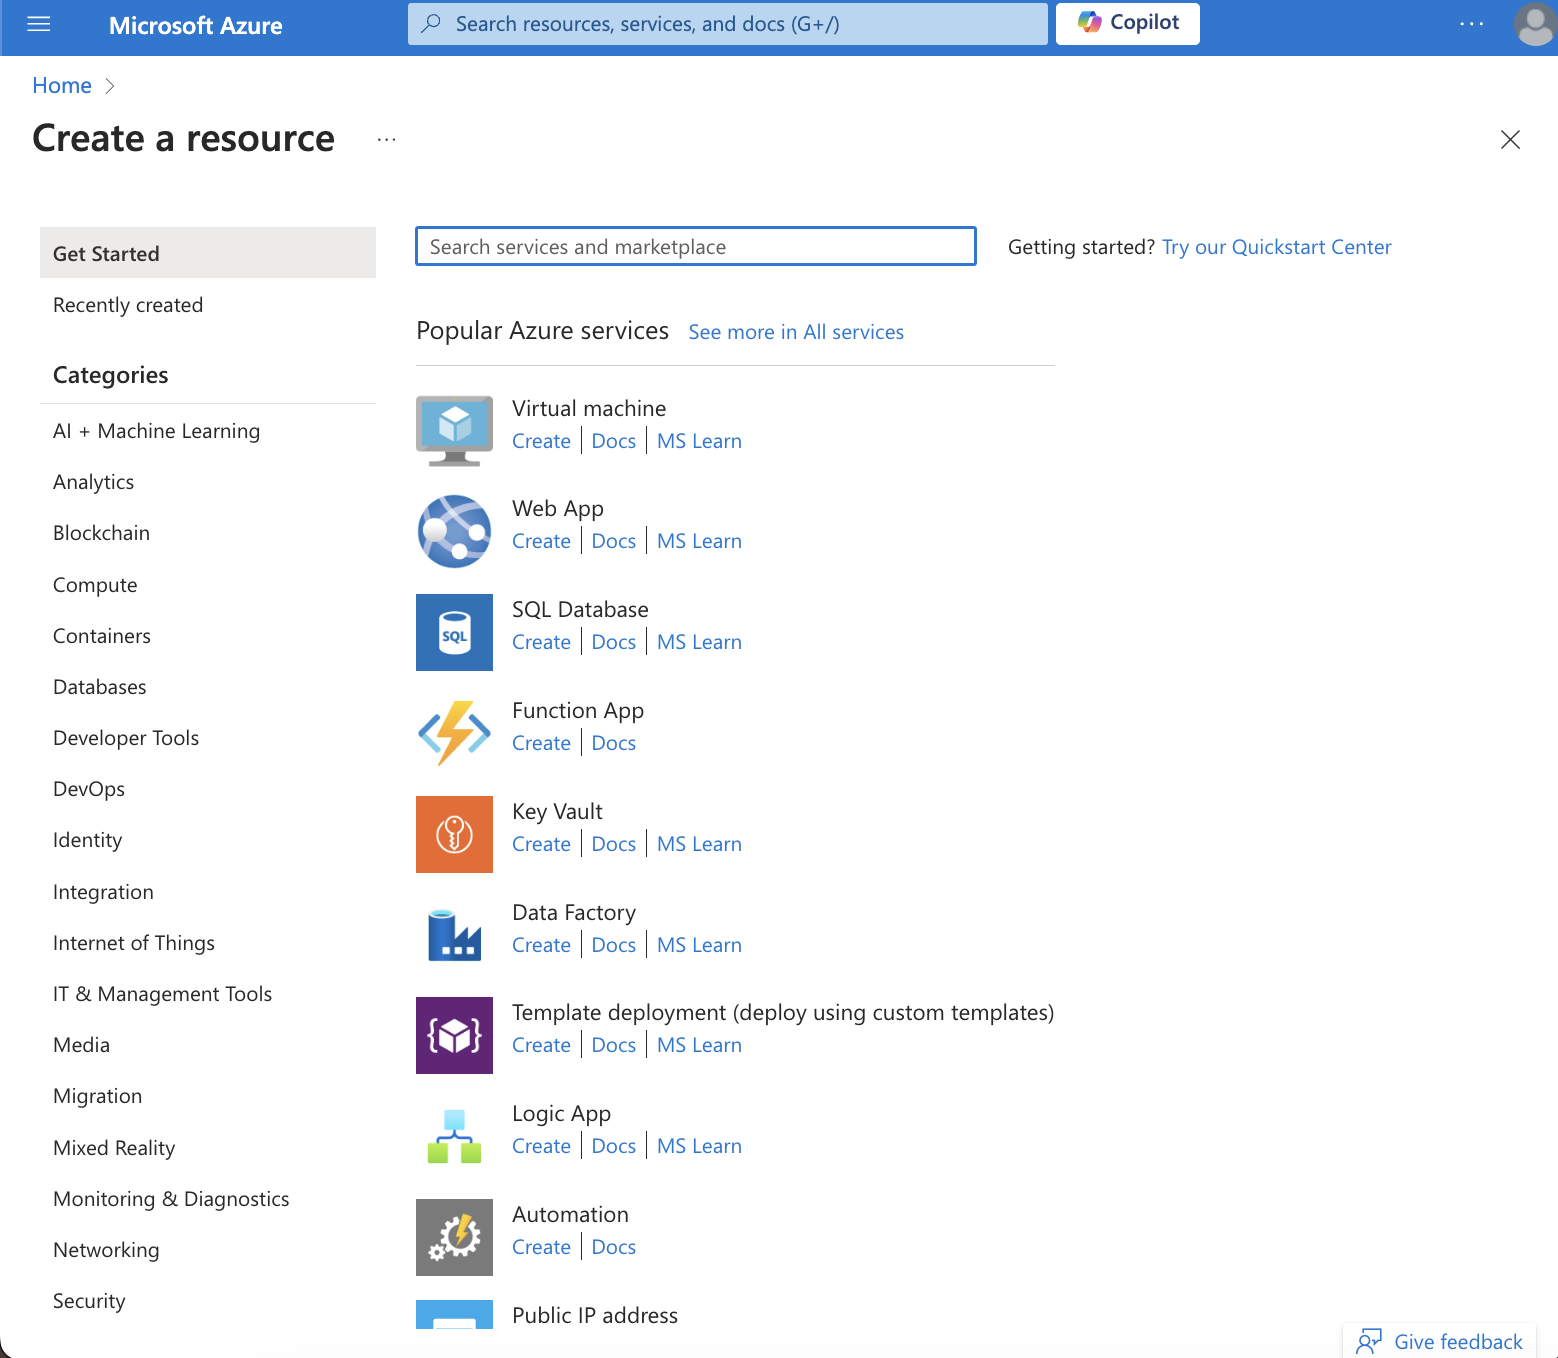 Microsoft Azure
Search resources, services, and docs (G+/)
Copilot
Home
Create a resource
Get Started
Recently created
Categories
AI + Machine Learning
Analytics
Blockchain
Compute
Containers
Databases
Developer Tools
DevOps
Identity
Integration
Internet of Things
IT & Management Tools
Media
Migration
Mixed Reality
Monitoring & Diagnostics
Networking
Security
Search services and marketplace
Getting started? Try our Quickstart Center
Popular Azure services See more in All services
Virtual machine
Create | Docs | MS Learn
Web App
Create | Docs | MS Learn
SQL
SQL Database
Create | Docs | MS Learn
Function App
Create | Docs
Key Vault
Create | Docs | MS Learn
Data Factory
Create | Docs | MS Learn
Template deployment (deploy using custom templates)
Create | Docs | MS Learn
Logic App
Create | Docs | MS Learn
Automation
Create | Docs
Public IP address
Give feedback